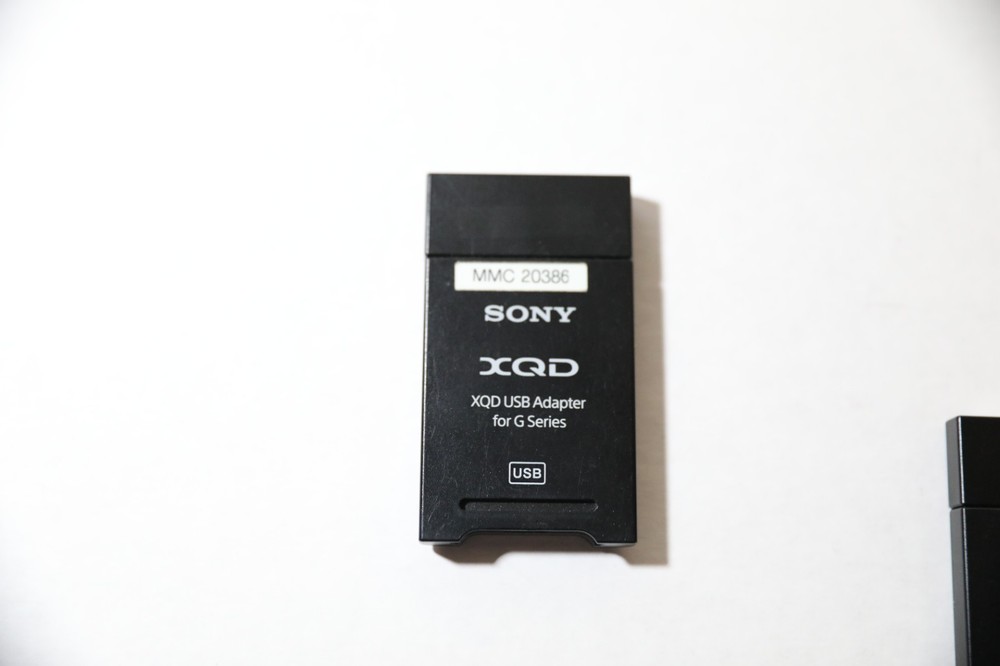 MMC 20386
SONY
XQD
XQD USB Adapter
for G Series
USB